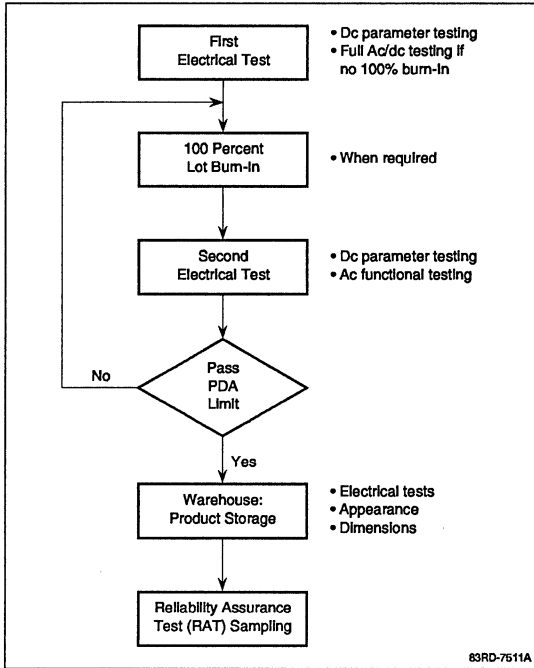 First
Electrical Test
• Dc parameter testing
• Full Ac/dc testing if
no 100% burn-in
100 Percent
Lot Burn-In
• When required
Second
Electrical Test
• Dc parameter testing
• Ac functional testing
No
Pass
PDA
Limit
Yes
Warehouse:
Product Storage
• Electrical tests
• Appearance
• Dimensions
Reliability Assurance
Test (RAT) Sampling
83RD-7511A